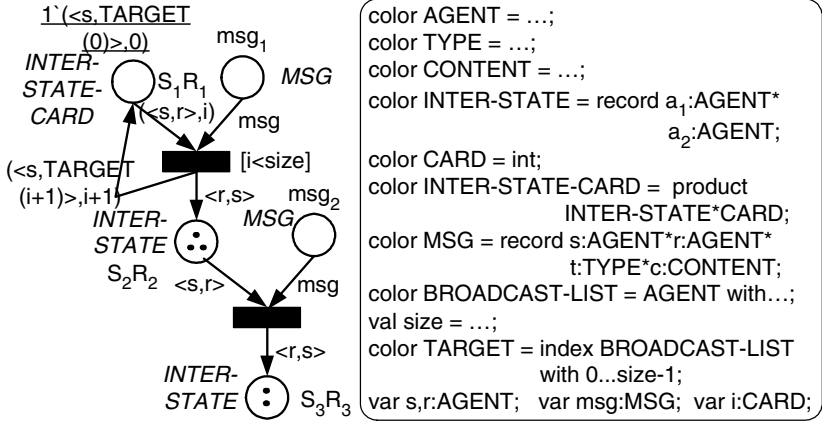 1`(<s,TARGET
(0)>,0)
INTER-
STATE-
CARD
S1R1
msg1
MSG
(<s,r>,i)
msg
[i<size]
(<s,TARGET
(i+1)>,i+1)
<r,s>
INTER-
STATE
S2R2
msg2
MSG
<s,r>
msg
<r,s>
INTER-
STATE
S3R3
color AGENT = …;
color TYPE = …;
color CONTENT = …;
color INTER-STATE = record a1:AGENT*
a2:AGENT;
color CARD = int;
color INTER-STATE-CARD = product
INTER-STATE*CARD;
color MSG = record s:AGENT*r:AGENT*
t:TYPE*c:CONTENT;
color BROADCAST-LIST = AGENT with…;
val size = …;
color TARGET = index BROADCAST-LIST
with 0...size-1;
var s,r:AGENT; var msg:MSG; var i:CARD;